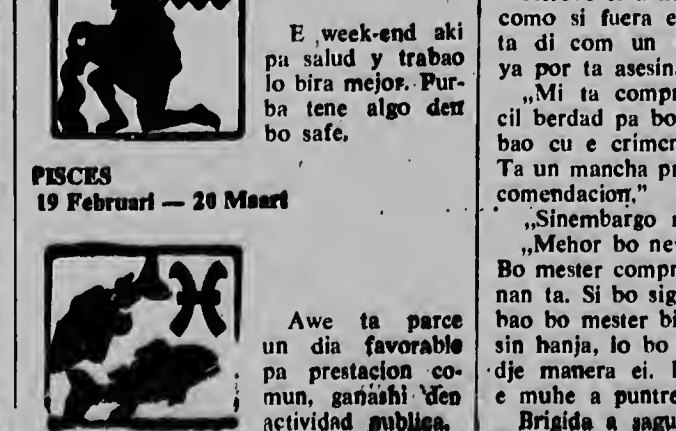 E week-end aki
pa salud y trabao
lo bira mejor. Pur-
ba tene algo den
bo safe.
PISCES
19 Februari — 20 Maart
Awe ta parce
un dia favorable
pa prestacion co-
mun, ganashi den
actividad publica.
como si fuera e
ta di com un
ya por ta asesin
„Mi ta compr
cil berdad pa bo
bao cu e crimer
Ta un mancha pr
comendacion."
„Sinembargo
„Mehor bo ne
Bo mester compr
nan ta. Si bo sig
bao bo mester bi
sin hanja, lo bo
dje manera ei.
e muhe a puntre
Brigida a sagu